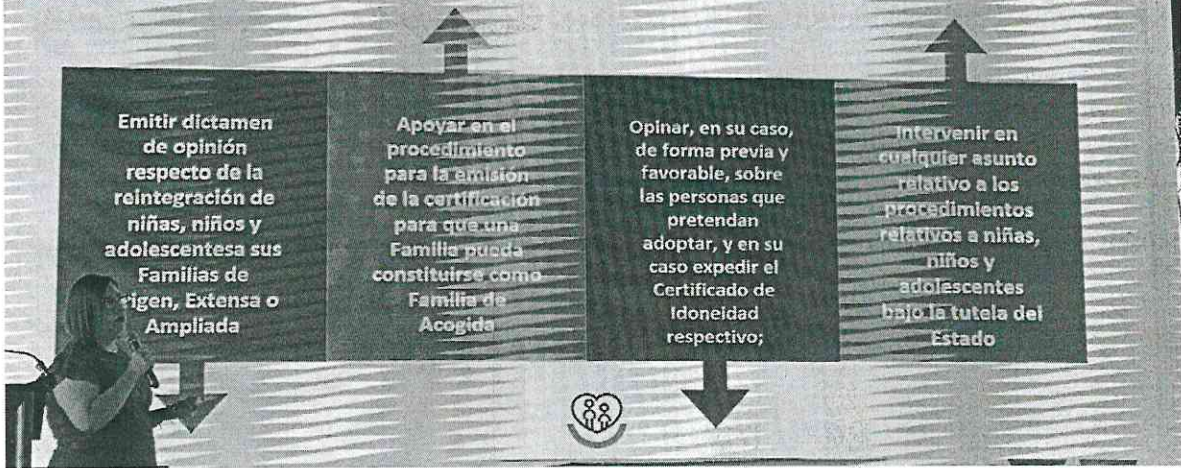 Emitir dictamen
de opinión
respecto de la
reintegración de
niñas, niños y
adolescentesa sus
Familias de
rigen, Extensa o
Ampliada
Apoyar en el
procedimiento
para la emisión
de la certificación
para que una
Familia pueda
constituirse como
Familia de
Acogida
Opinar, en su caso,
de forma previa y
favorable, sobre
las personas que
pretendan
adoptar, y en su
caso expedir el
Certificado de
Idoneidad
respectivo;
Intervenir en
cualquier asunto
relativo a los
procedimientos
relativos a niñas,
niños y
adolescentes
bajo la tutela del
Estado